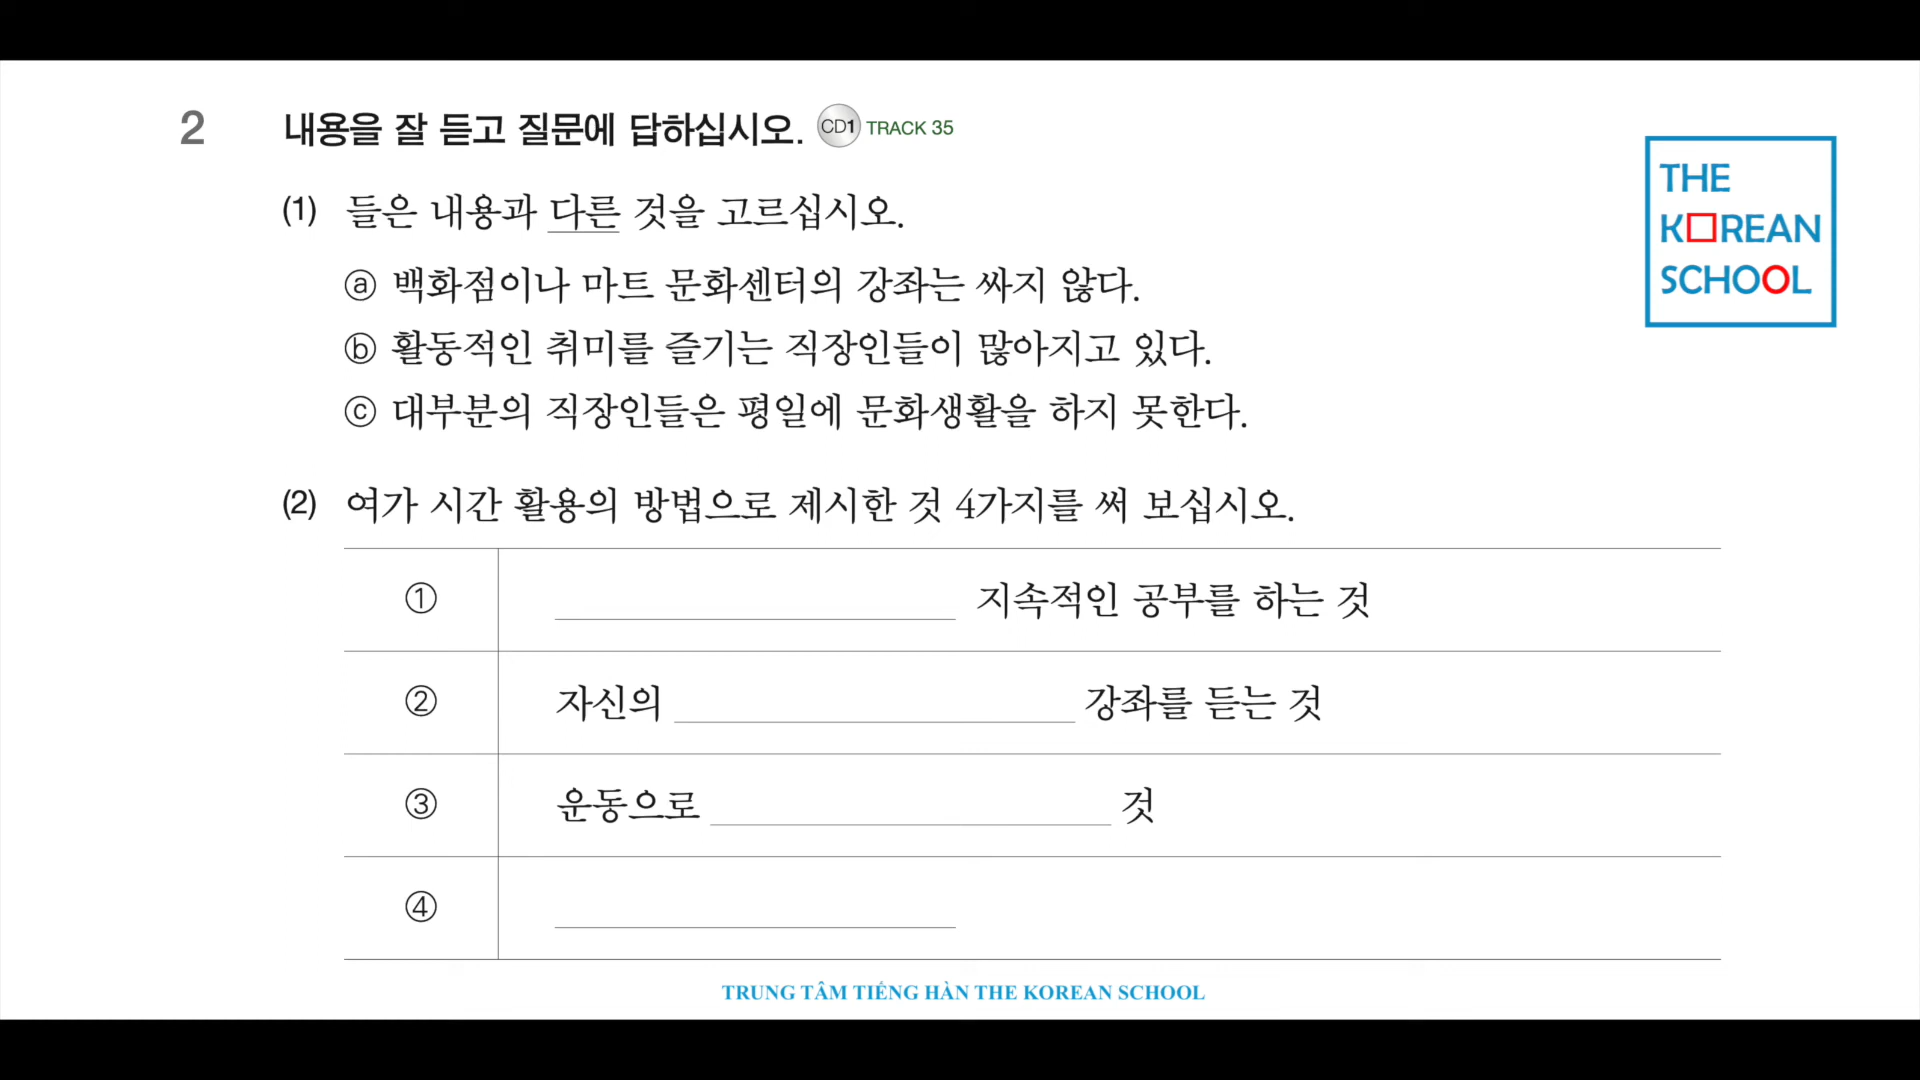 2 내용을 잘 듣고 질문에 답하십시오. CD1 TRACK 35
THE
KOREAN
SCHOOL
(1) 들은 내용과 다른 것을 고르십시오.
ⓐ 백화점이나 마트 문화센터의 강좌는 싸지 않다.
ⓑ 활동적인 취미를 즐기는 직장인들이 많아지고 있다.
ⓒ 대부분의 직장인들은 평일에 문화생활을 하지 못한다.
(2) 여가 시간 활용의 방법으로 제시한 것 4가지를 써 보십시오.
① 지속적인 공부를 하는 것
② 자신의 강좌를 듣는 것
③ 운동으로 것
④
TRUNG TÂM TIẾNG HÀN THE KOREAN SCHOOL